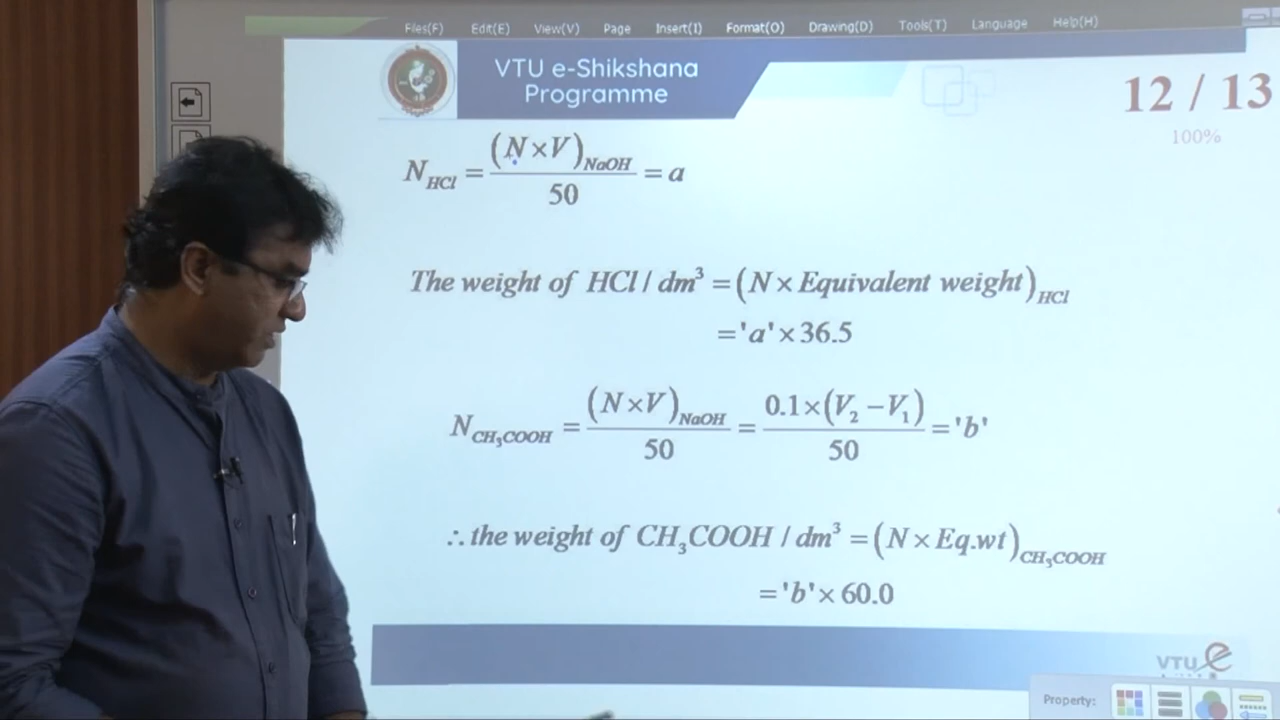 Files(F) Edit(E) View(V) Page Insert(I) Format(O) Drawing(D) Tools(T) Language Help(H)
VTU e-Shikshana
Programme
12 / 13
100%
N_HCl = (N×V)_NaOH / 50 = a
The weight of HCl / dm³ = (N × Equivalent weight)_HCl
= 'a' × 36.5
N_CH₃COOH = (N×V)_NaOH / 50 = 0.1×(V₂ − V₁) / 50 = 'b'
∴ the weight of CH₃COOH / dm³ = (N × Eq.wt)_CH₃COOH
= 'b' × 60.0
VTU e
Property: